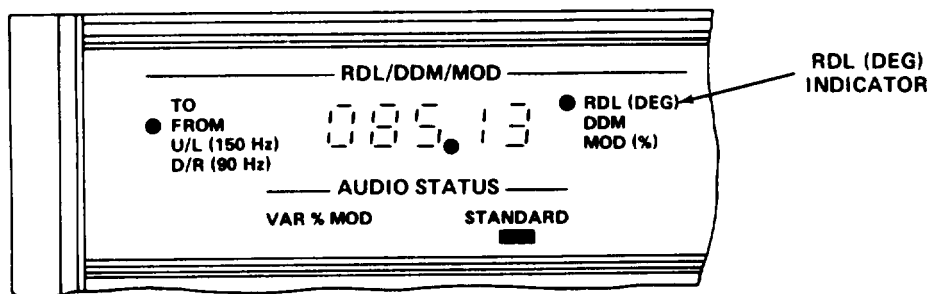 RDL/DDM/MOD
TO
FROM
U/L (150 Hz)
D/R (90 Hz)
085.13
RDL (DEG)
DDM
MOD (%)
AUDIO STATUS
VAR % MOD
STANDARD
RDL (DEG)
INDICATOR